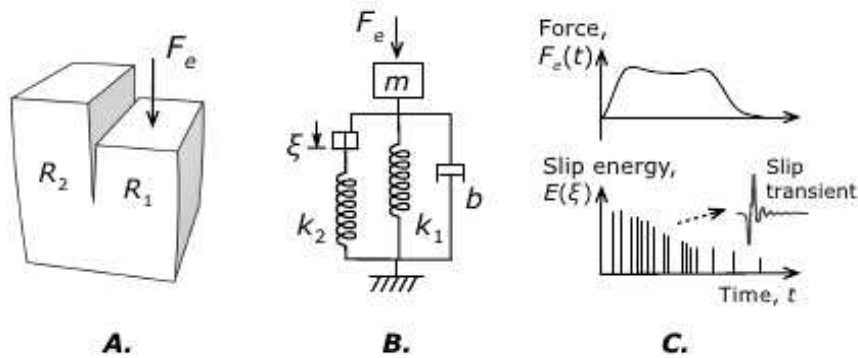 F_e
R_2
R_1
A.
F_e
m
ξ
k_2
k_1
b
B.
Force,
F_e(t)
Slip energy,
E(ξ)
Slip
transient
Time, t
C.